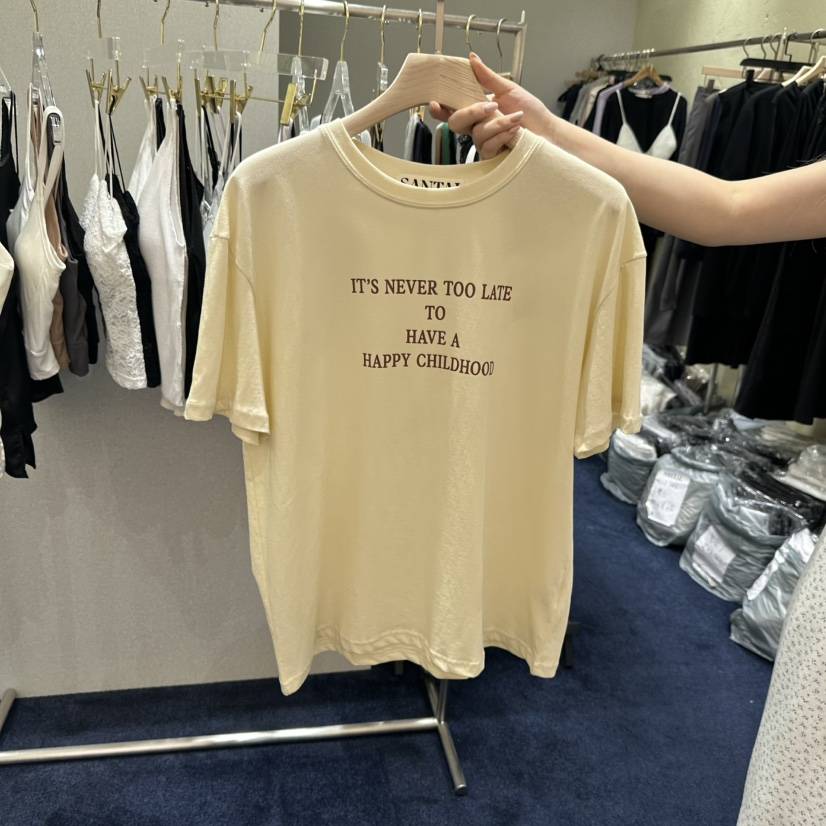 IT'S NEVER TOO LATE
TO
HAVE A
HAPPY CHILDHOOD